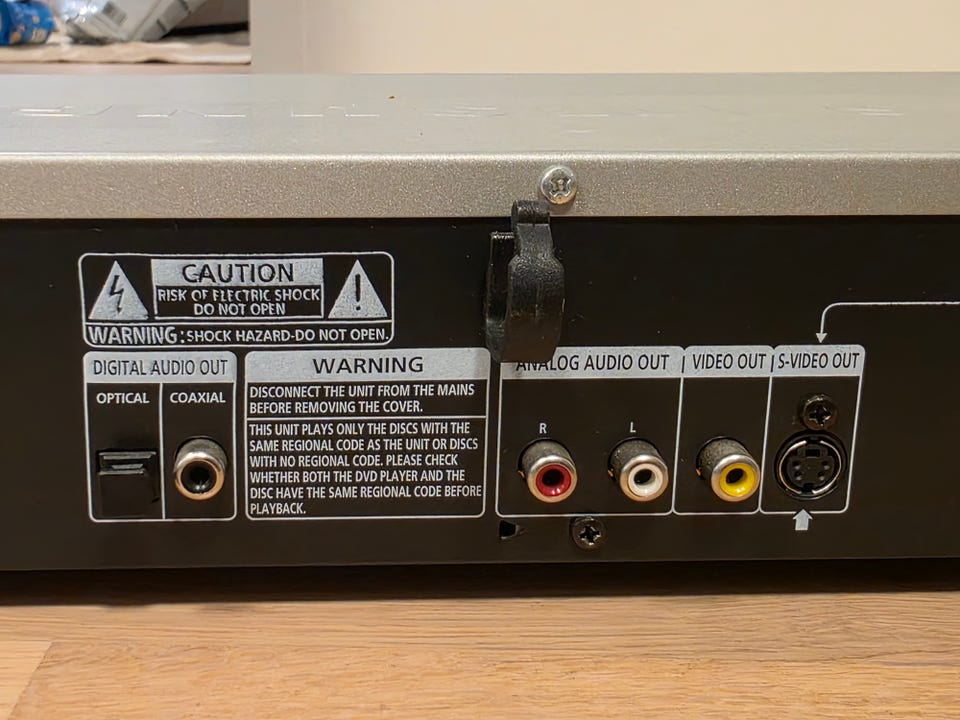 CAUTION
RISK OF ELECTRIC SHOCK
DO NOT OPEN
WARNING: SHOCK HAZARD-DO NOT OPEN.
DIGITAL AUDIO OUT
OPTICAL
COAXIAL
WARNING
DISCONNECT THE UNIT FROM THE MAINS
BEFORE REMOVING THE COVER.
THIS UNIT PLAYS ONLY THE DISCS WITH THE
SAME REGIONAL CODE AS THE UNIT OR DISCS
WITH NO REGIONAL CODE. PLEASE CHECK
WHETHER BOTH THE DVD PLAYER AND THE
DISC HAVE THE SAME REGIONAL CODE BEFORE
PLAYBACK.
ANALOG AUDIO OUT
R
L
VIDEO OUT
S-VIDEO OUT